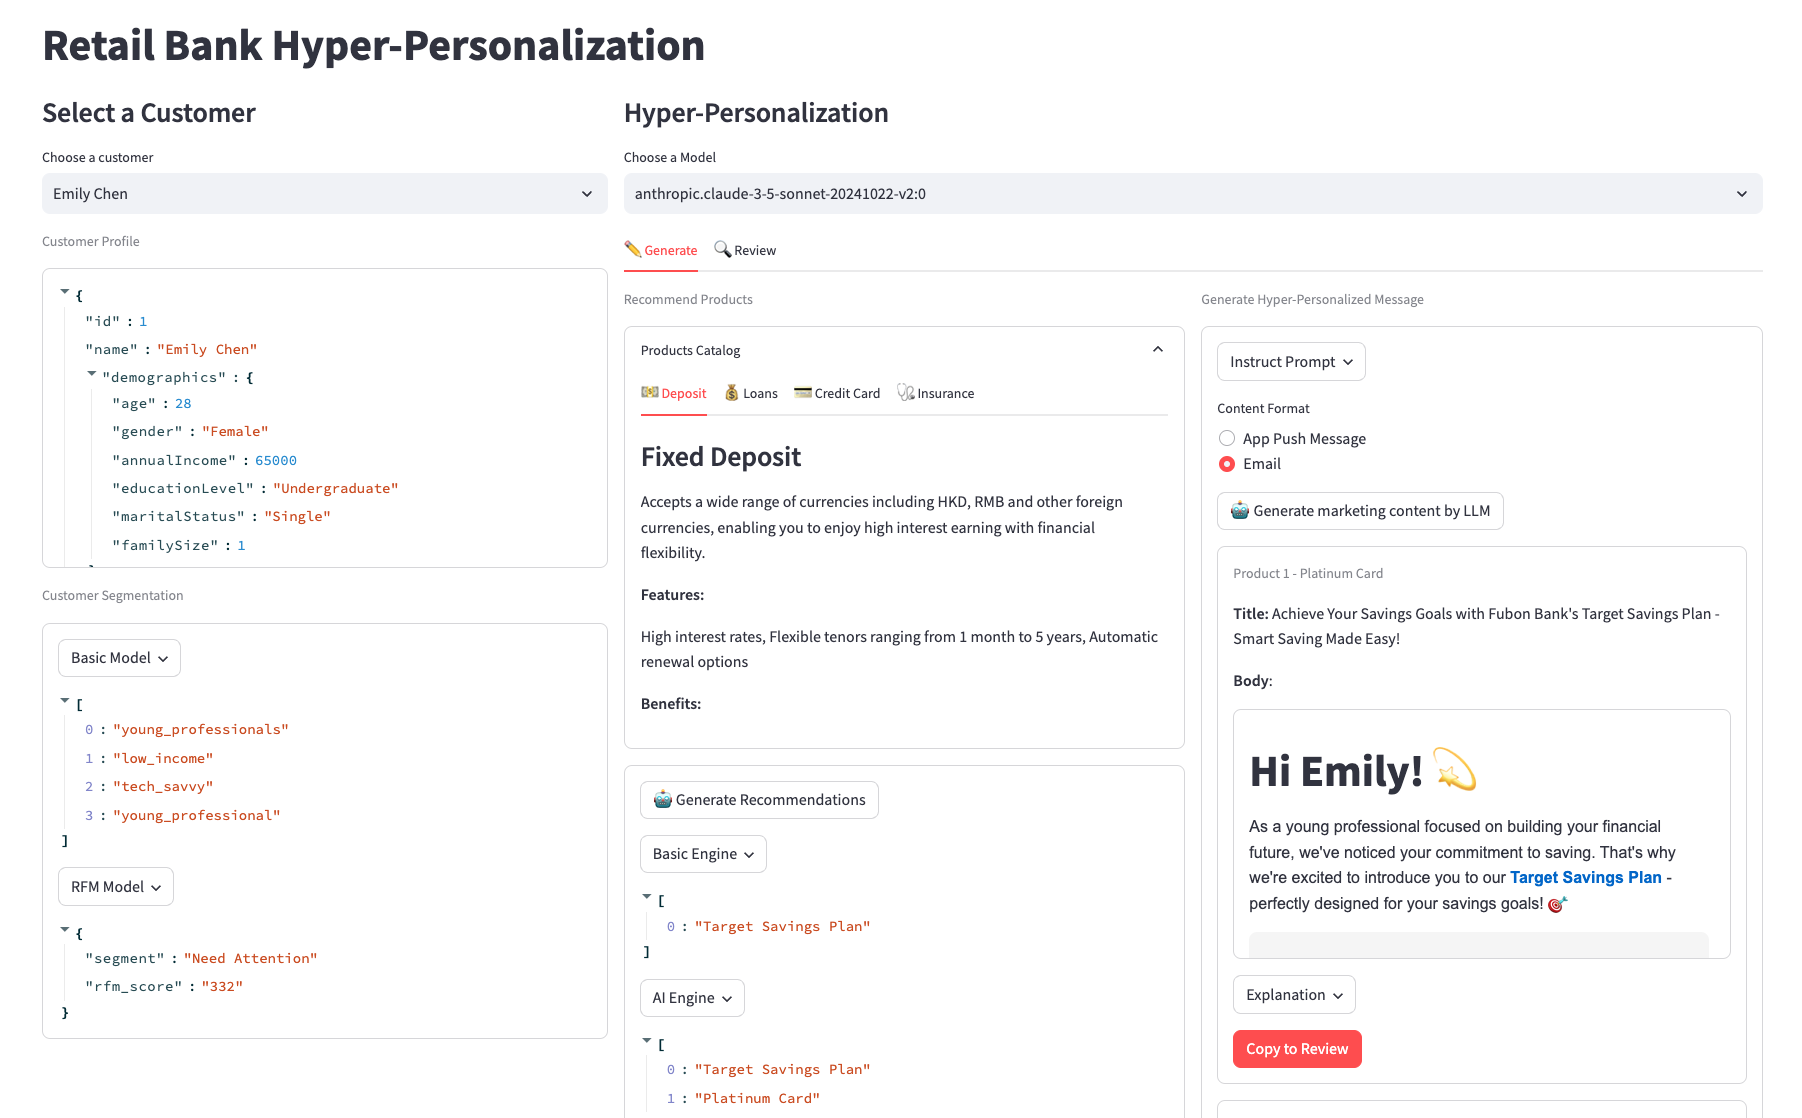 Retail Bank Hyper-Personalization
Select a Customer
Choose a customer
Emily Chen
Customer Profile
{
"id" : 1
"name" : "Emily Chen"
"demographics" : {
"age" : 28
"gender" : "Female"
"annualIncome" : 65000
"educationLevel" : "Undergraduate"
"maritalStatus" : "Single"
"familySize" : 1
Customer Segmentation
Basic Model
[
0 : "young_professionals"
1 : "low_income"
2 : "tech_savvy"
3 : "young_professional"
]
RFM Model
{
"segment" : "Need Attention"
"rfm_score" : "332"
}
Hyper-Personalization
Choose a Model
anthropic.claude-3-5-sonnet-20241022-v2:0
Generate Review
Recommend Products
Products Catalog
Deposit Loans Credit Card Insurance
Fixed Deposit
Accepts a wide range of currencies including HKD, RMB and other foreign
currencies, enabling you to enjoy high interest earning with financial
flexibility.
Features:
High interest rates, Flexible tenors ranging from 1 month to 5 years, Automatic
renewal options
Benefits:
Generate Recommendations
Basic Engine
[
0 : "Target Savings Plan"
]
AI Engine
[
0 : "Target Savings Plan"
1 : "Platinum Card"
Generate Hyper-Personalized Message
Instruct Prompt
Content Format
App Push Message
Email
Generate marketing content by LLM
Product 1 - Platinum Card
Title: Achieve Your Savings Goals with Fubon Bank's Target Savings Plan -
Smart Saving Made Easy!
Body:
Hi Emily! 💫
As a young professional focused on building your financial
future, we've noticed your commitment to saving. That's why
we're excited to introduce you to our Target Savings Plan -
perfectly designed for your savings goals! 🎯
Explanation
Copy to Review